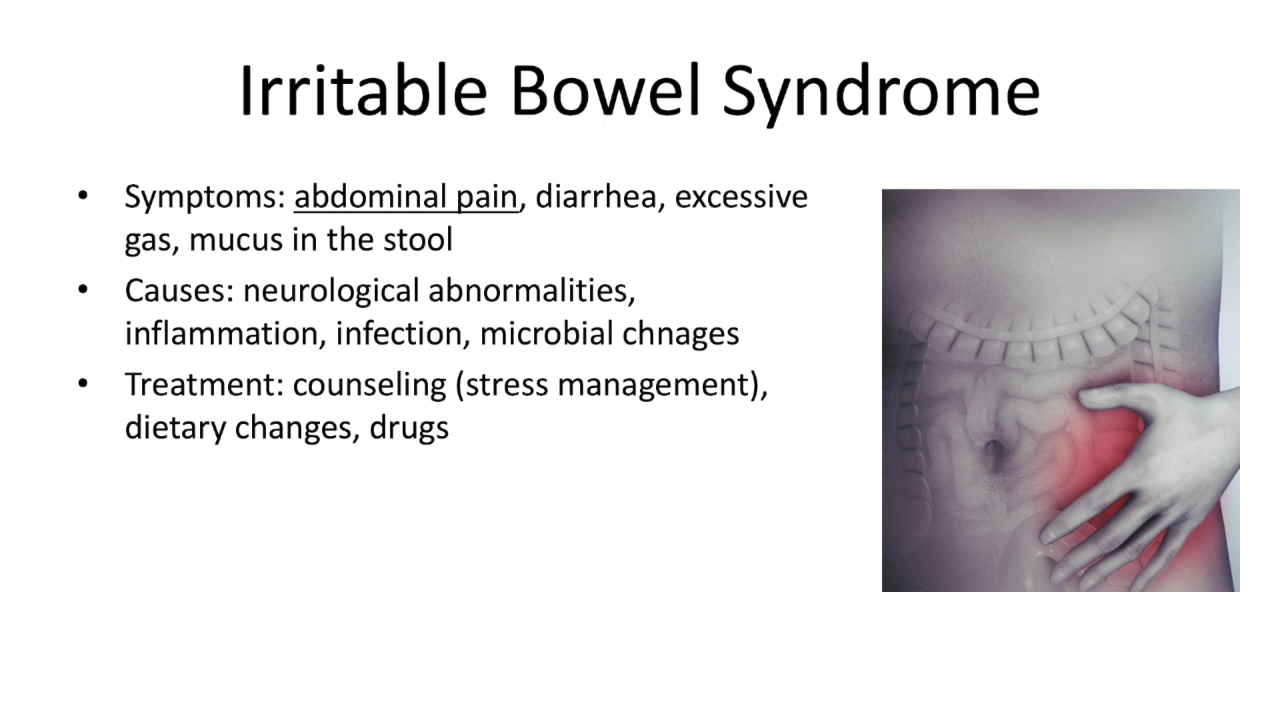 Irritable Bowel Syndrome
• Symptoms: abdominal pain, diarrhea, excessive
gas, mucus in the stool
• Causes: neurological abnormalities,
inflammation, infection, microbial chnages
• Treatment: counseling (stress management),
dietary changes, drugs